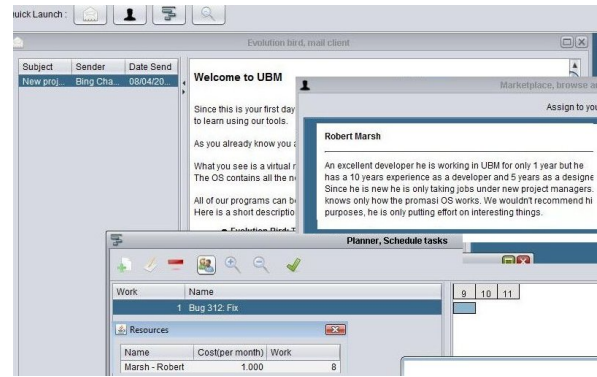 uick Launch :
Evolution bird, mail client
Subject Sender Date Send
New proj... Bing Cha... 08/04/20...
Welcome to UBM
Since this is your first day
to learn using our tools.
As you already know you a
What you see is a virtual r
The OS contains all the n
All of our programs can b
Here is a short descriptio
Marketplace, browse a
Assign to you
Robert Marsh
An excellent developer he is working in UBM for only 1 year but he
has a 10 years experience as a developer and 5 years as a designe
Since he is new he is only taking jobs under new project managers.
knows only how the promasi OS works. We wouldn't recommend hi
purposes, he is only putting effort on interesting things.
Planner, Schedule tasks
Work Name
1 Bug 312: Fix
9 10 11
Resources
Name Cost(per month) Work
Marsh - Robert 1.000 8